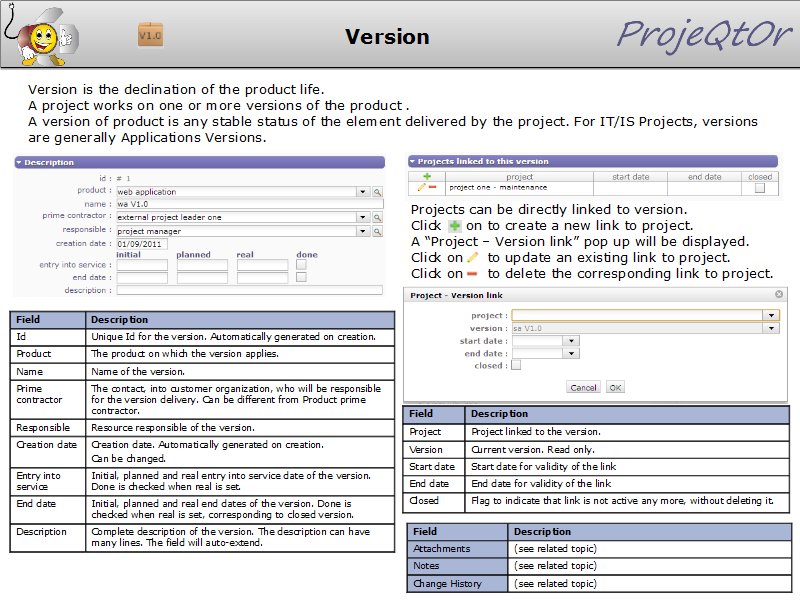 V1.0
Version
ProjeQtOr
Version is the declination of the product life.
A project works on one or more versions of the product .
A version of product is any stable status of the element delivered by the project. For IT/IS Projects, versions
are generally Applications Versions.
Description
id : # 1
product : web application
name : wa V1.0
prime contractor : external project leader one
responsible : project manager
creation date : 01/09/2011
initial planned real done
entry into service :
end date :
description :
Field Description
Id Unique Id for the version. Automatically generated on creation.
Product The product on which the version applies.
Name Name of the version.
Prime contractor The contact, into customer organization, who will be responsible
for the version delivery. Can be different from Product prime
contractor.
Responsible Resource responsible of the version.
Creation date Creation date. Automatically generated on creation.
Can be changed.
Entry into service Initial, planned and real entry into service date of the version.
Done is checked when real is set.
End date Initial, planned and real end dates of the version. Done is
checked when real is set, corresponding to closed version.
Description Complete description of the version. The description can have
many lines. The field will auto-extend.
Projects linked to this version
project start date end date closed
project one - maintenance
Projects can be directly linked to version.
Click on to create a new link to project.
A “Project – Version link” pop up will be displayed.
Click on to update an existing link to project.
Click on to delete the corresponding link to project.
Project - Version link
project :
version : sa V1.0
start date :
end date :
closed :
Cancel OK
Field Description
Project Project linked to the version.
Version Current version. Read only.
Start date Start date for validity of the link
End date End date for validity of the link
Closed Flag to indicate that link is not active any more, without deleting it.
Field Description
Attachments (see related topic)
Notes (see related topic)
Change History (see related topic)